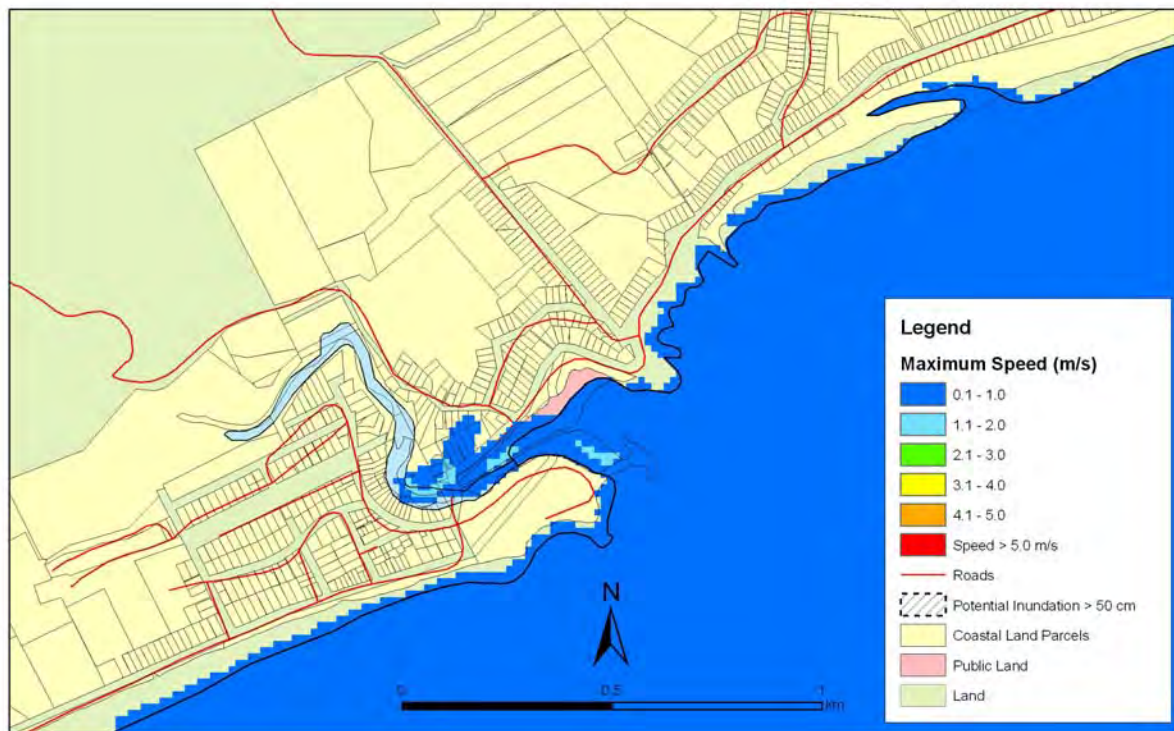 Legend
Maximum Speed (m/s)
0.1 - 1.0
1.1 - 2.0
2.1 - 3.0
3.1 - 4.0
4.1 - 5.0
Speed > 5.0 m/s
Roads
Potential Inundation > 50 cm
Coastal Land Parcels
Public Land
Land
N
0 0.5 1
km